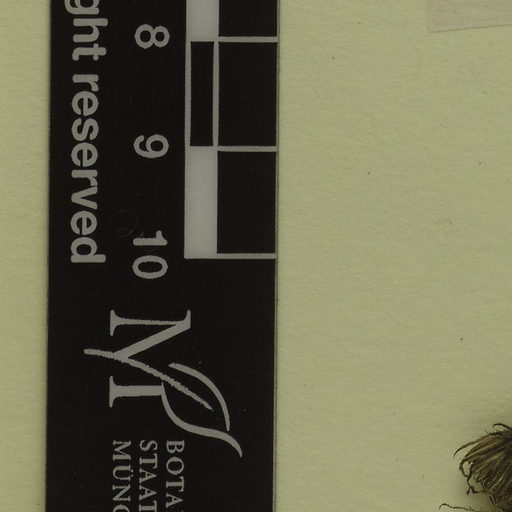 ght reserved
8
9
10
M
BOTA
STAAT
MÜNC